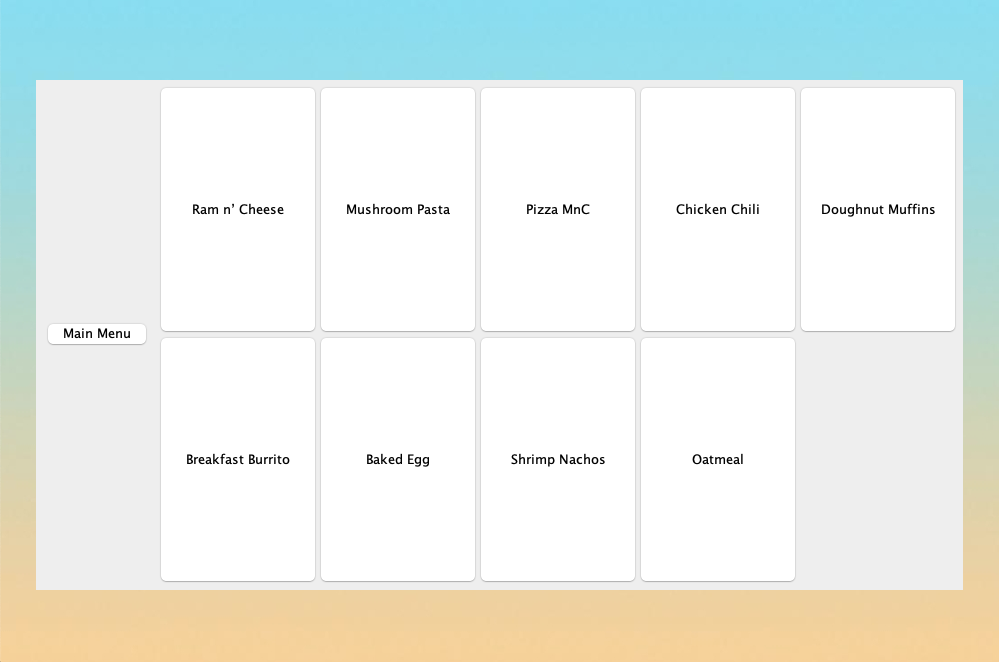 Ram n’ Cheese
Mushroom Pasta
Pizza MnC
Chicken Chili
Doughnut Muffins
Main Menu
Breakfast Burrito
Baked Egg
Shrimp Nachos
Oatmeal